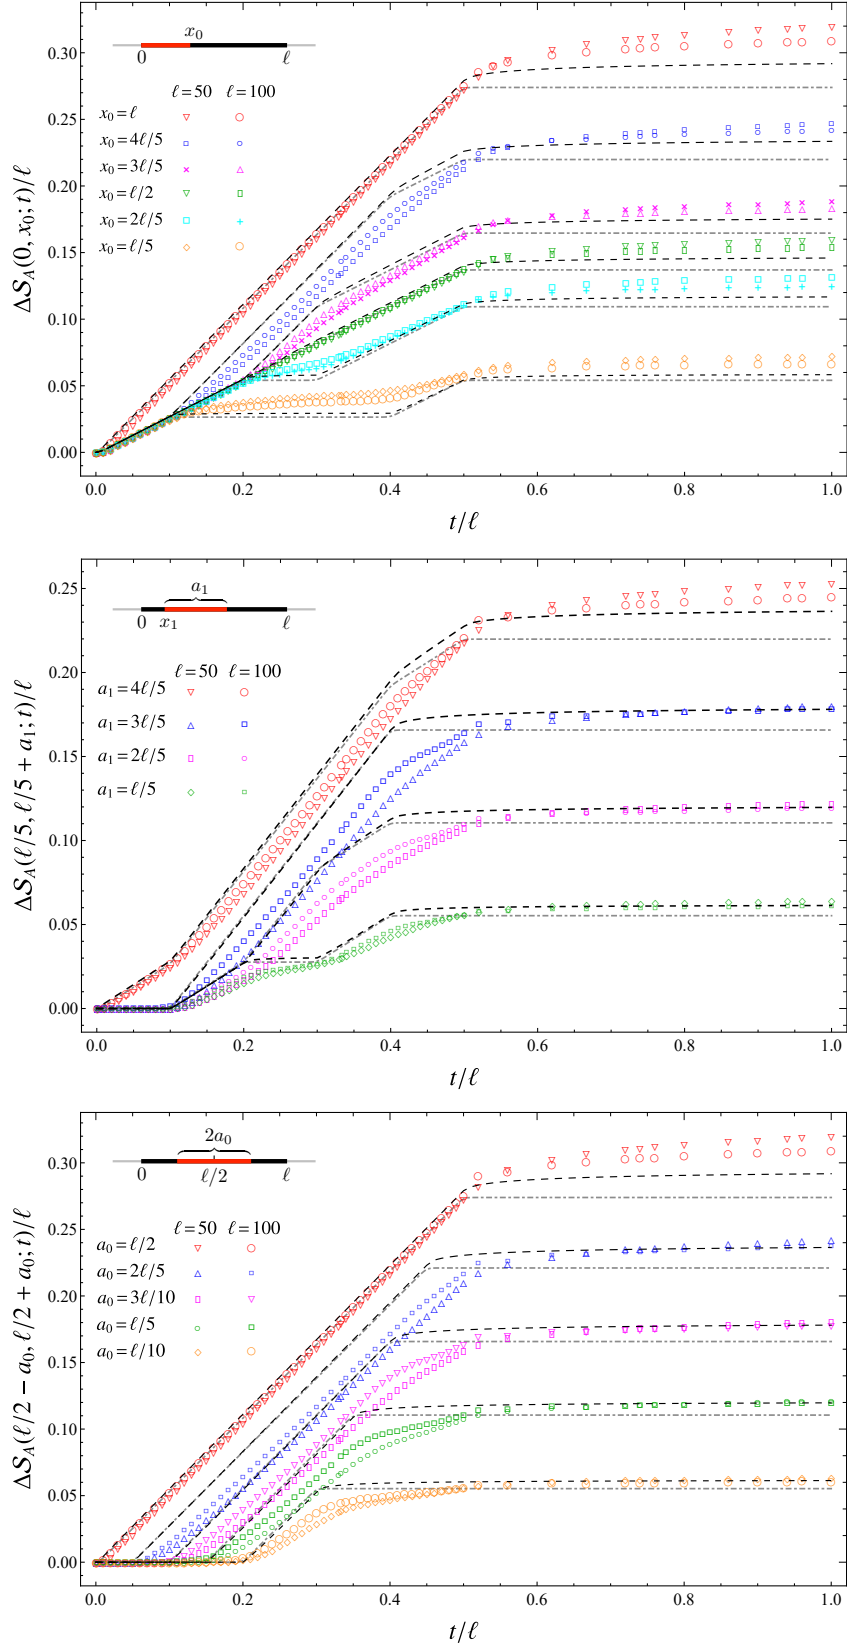 x₀
0 ℓ
ℓ = 50 ℓ = 100
x₀ = ℓ
x₀ = 4ℓ/5
x₀ = 3ℓ/5
x₀ = ℓ/2
x₀ = 2ℓ/5
x₀ = ℓ/5
ΔS_A(0, x₀; t)/ℓ
0.30
0.25
0.20
0.15
0.10
0.05
0.00
0.0 0.2 0.4 0.6 0.8 1.0
t/ℓ
a₁
0 x₁ ℓ
ℓ = 50 ℓ = 100
a₁ = 4ℓ/5
a₁ = 3ℓ/5
a₁ = 2ℓ/5
a₁ = ℓ/5
ΔS_A(ℓ/5, ℓ/5 + a₁; t)/ℓ
0.25
0.20
0.15
0.10
0.05
0.00
0.0 0.2 0.4 0.6 0.8 1.0
t/ℓ
2a₀
0 ℓ/2 ℓ
ℓ = 50 ℓ = 100
a₀ = ℓ/2
a₀ = 2ℓ/5
a₀ = 3ℓ/10
a₀ = ℓ/5
a₀ = ℓ/10
ΔS_A(ℓ/2 − a₀, ℓ/2 + a₀; t)/ℓ
0.30
0.25
0.20
0.15
0.10
0.05
0.00
0.0 0.2 0.4 0.6 0.8 1.0
t/ℓ